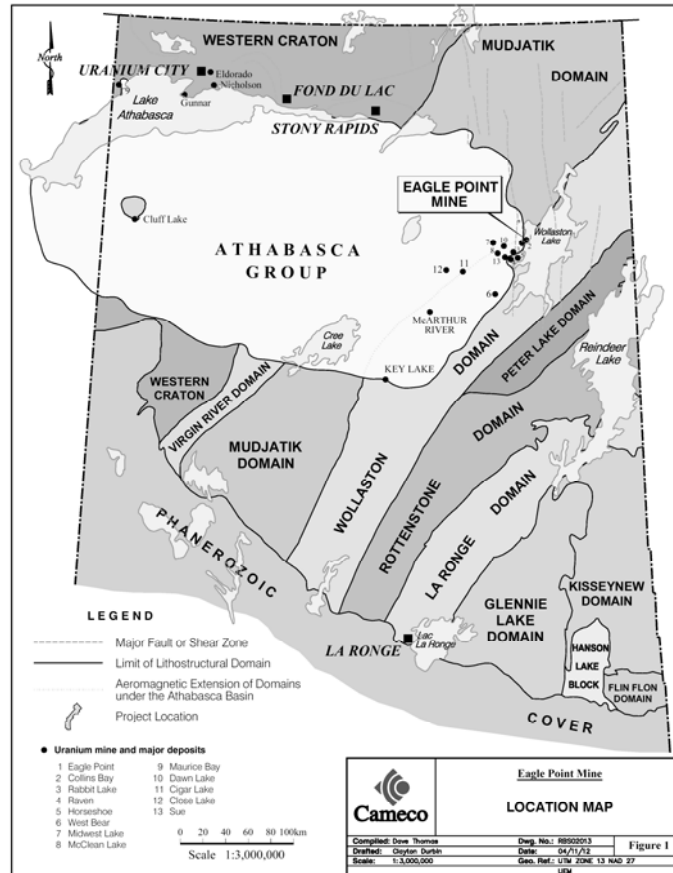 WESTERN CRATON
MUDJATIK
DOMAIN
North
URANIUM CITY
Eldorado
Nicholson
Gunnar
9
Lake
Athabasca
FOND DU LAC
STONY RAPIDS
EAGLE POINT
MINE
Wollaston
Lake
Cluff Lake
ATHABASCA
GROUP
7
10
2
13
12
11
6
McARTHUR
RIVER
Cree
Lake
KEY LAKE
DOMAIN
PETER LAKE DOMAIN
Reindeer
Lake
WESTERN
CRATON
VIRGIN RIVER DOMAIN
MUDJATIK
DOMAIN
WOLLASTON
ROTTENSTONE
DOMAIN
LA RONGE
DOMAIN
PHANEROZOIC
COVER
GLENNIE
LAKE
DOMAIN
KISSEYNEW
DOMAIN
HANSON
LAKE
BLOCK
FLIN FLON
DOMAIN
LA RONGE
Lac
La Ronge
LEGEND
Major Fault or Shear Zone
Limit of Lithostructural Domain
Aeromagnetic Extension of Domains
under the Athabasca Basin
Project Location
Uranium mine and major deposits
1 Eagle Point
2 Collins Bay
3 Rabbit Lake
4 Raven
5 Horseshoe
6 West Bear
7 Midwest Lake
8 McClean Lake
9 Maurice Bay
10 Dawn Lake
11 Cigar Lake
12 Close Lake
13 Sue
0 20 40 60 80 100km
Scale 1:3,000,000
Cameco
Eagle Point Mine
LOCATION MAP
Compiled: Dave Thomas
Dwg. No.: RBS02013
Figure 1
Drafted: Clayton Durbin
Date: 04/11/12
Scale: 1:3,000,000
Geo. Ref.: UTM ZONE 13 NAD 27